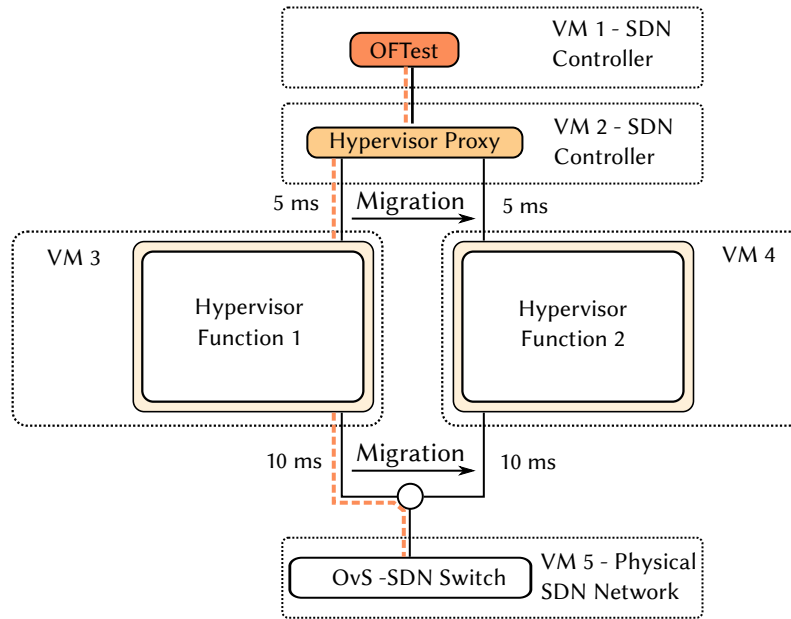 VM 1 - SDN
Controller
OFTest
VM 2 - SDN
Controller
Hypervisor Proxy
5 ms
Migration
5 ms
VM 3
VM 4
Hypervisor
Function 1
Hypervisor
Function 2
10 ms
Migration
10 ms
OvS -SDN Switch
VM 5 - Physical
SDN Network